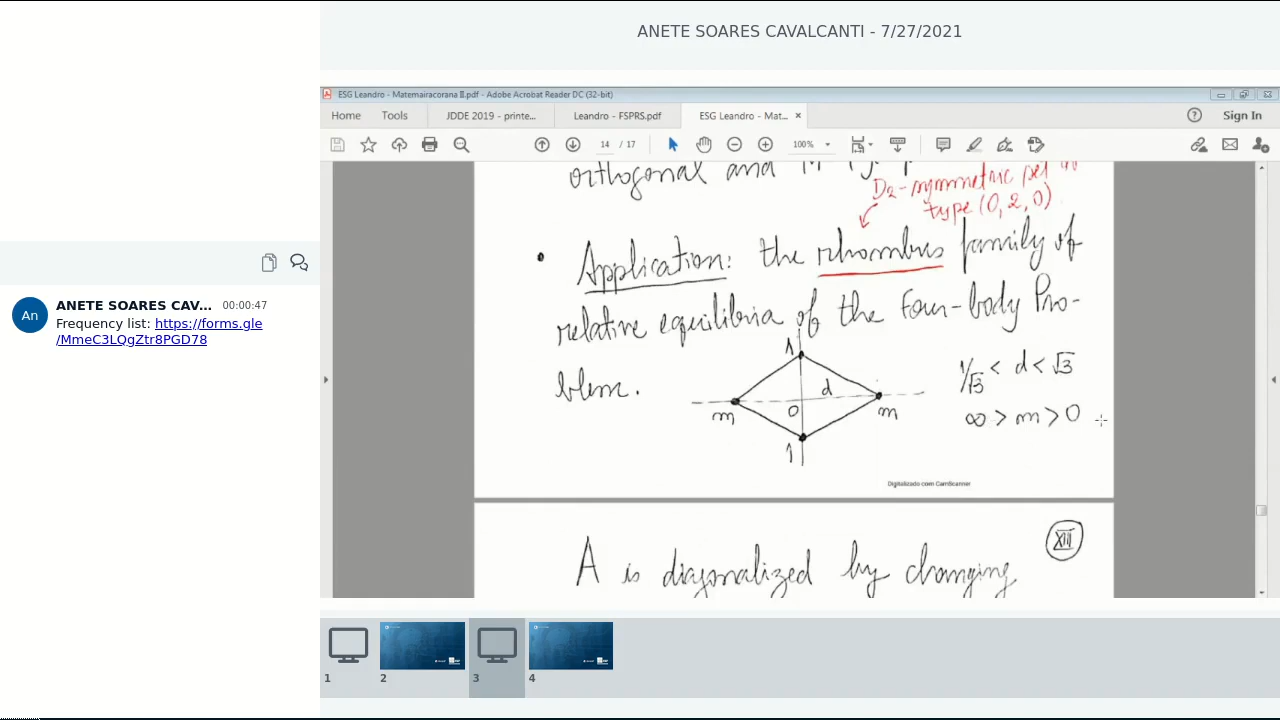 ANETE SOARES CAVALCANTI - 7/27/2021
ESG Leandro - Matemairacorana II.pdf - Adobe Acrobat Reader DC (32-bit)
Home Tools JDDE 2019 - printe... Leandro - FSPRS.pdf ESG Leandro - Mat... × Sign In
14 / 17 100%
ANETE SOARES CAV... 00:00:47
Frequency list: https://forms.gle
/MmeC3LQgZtr8PGD78
orthogonal and
D2-symmetric
type (0, 2, 0)
• Application: the rhombus family of
relative equilibria of the Four-body Pro-
blem.
1
d
m 0 m
1
1/√3 < d < √3
∞ > m > 0
Digitalizado com CamScanner
XIII
A is diagonalized by changing
1 2 3 4